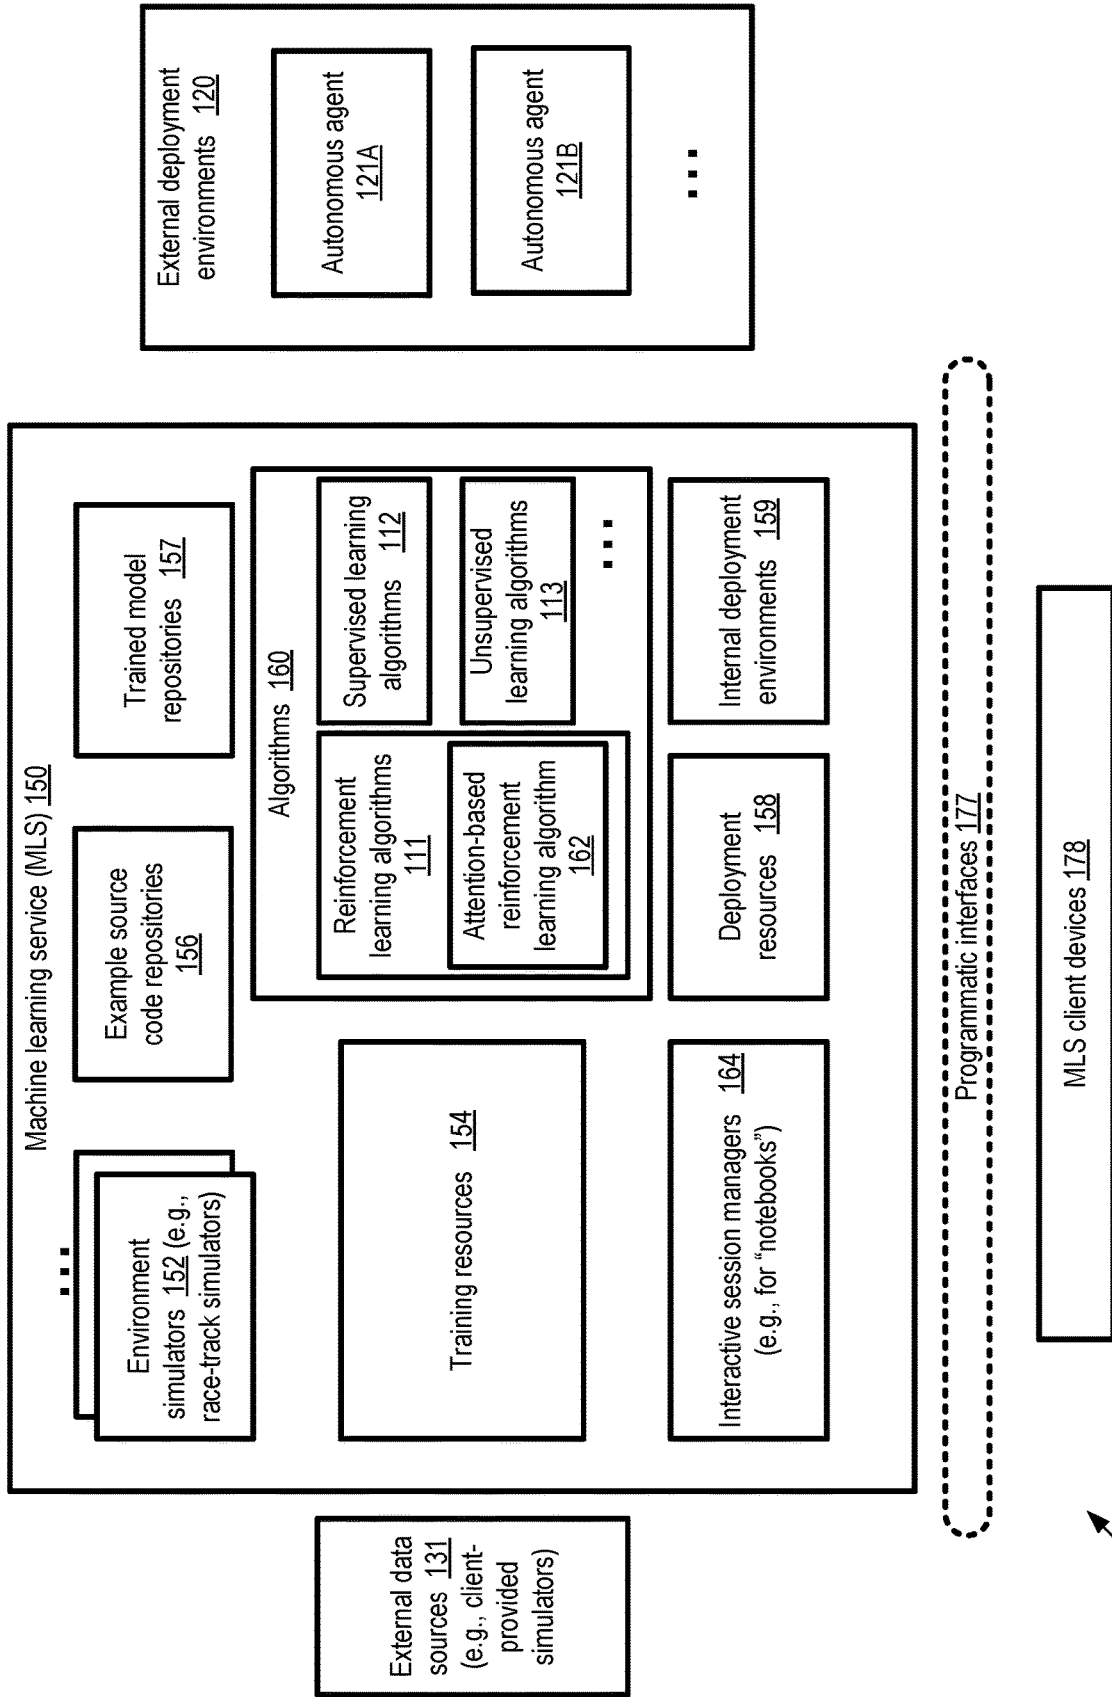 Machine learning service (MLS) 150
Environment
simulators 152 (e.g.,
race-track simulators)
Example source
code repositories
156
Trained model
repositories 157
External data
sources 131
(e.g., client-
provided
simulators)
Training resources 154
Algorithms 160
Reinforcement
learning algorithms
111
Attention-based
reinforcement
learning algorithm
162
Supervised learning
algorithms 112
Unsupervised
learning algorithms
113
Interactive session managers 164
(e.g., for “notebooks”)
Deployment
resources 158
Internal deployment
environments 159
External deployment
environments 120
Autonomous agent
121A
Autonomous agent
121B
Programmatic interfaces 177
MLS client devices 178